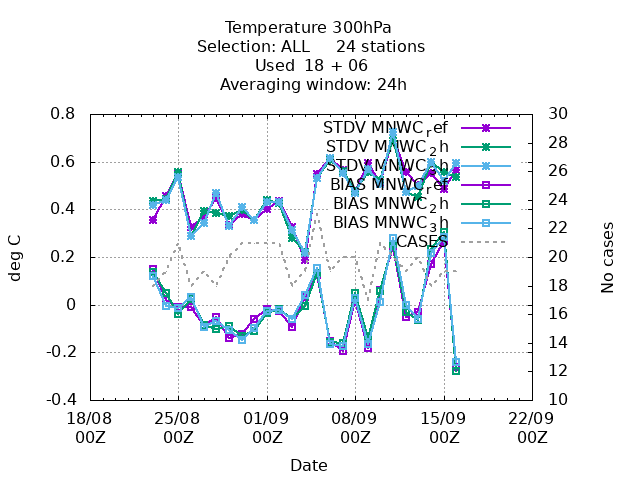 Temperature 300hPa
Selection: ALL 24 stations
Used 18 + 06
Averaging window: 24h
STDV MNWC_ref
STDV MNWC_2h
STDV MNWC_3h
BIAS MNWC_ref
BIAS MNWC_2h
BIAS MNWC_3h
CASES
0.8
0.6
0.4
0.2
0
-0.2
-0.4
deg C
30
28
26
24
22
20
18
16
14
12
10
No cases
18/08 25/08 01/09 08/09 15/09 22/09
00Z 00Z 00Z 00Z 00Z 00Z
Date